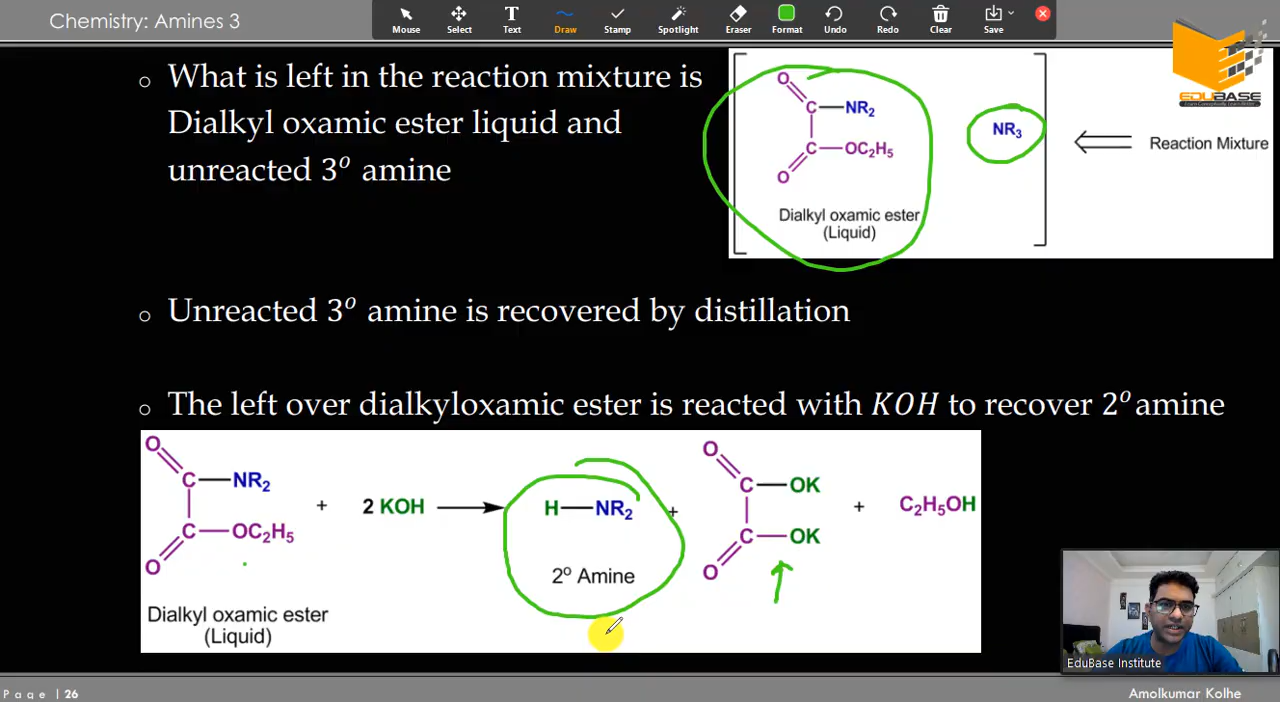 Chemistry: Amines 3
Mouse Select Text Draw Stamp Spotlight Eraser Format Undo Redo Clear Save
EDUBASE
○ What is left in the reaction mixture is
Dialkyl oxamic ester liquid and
unreacted 3° amine
O
C—NR₂
C—OC₂H₅
O
Dialkyl oxamic ester
(Liquid)
NR₃
Reaction Mixture
○ Unreacted 3° amine is recovered by distillation
○ The left over dialkyloxamic ester is reacted with KOH to recover 2° amine
O
C—NR₂
C—OC₂H₅
O
Dialkyl oxamic ester
(Liquid)
+ 2 KOH
H—NR₂
2° Amine
+
O
C—OK
C—OK
O
+ C₂H₅OH
EduBase Institute
Page | 26
Amolkumar Kolhe